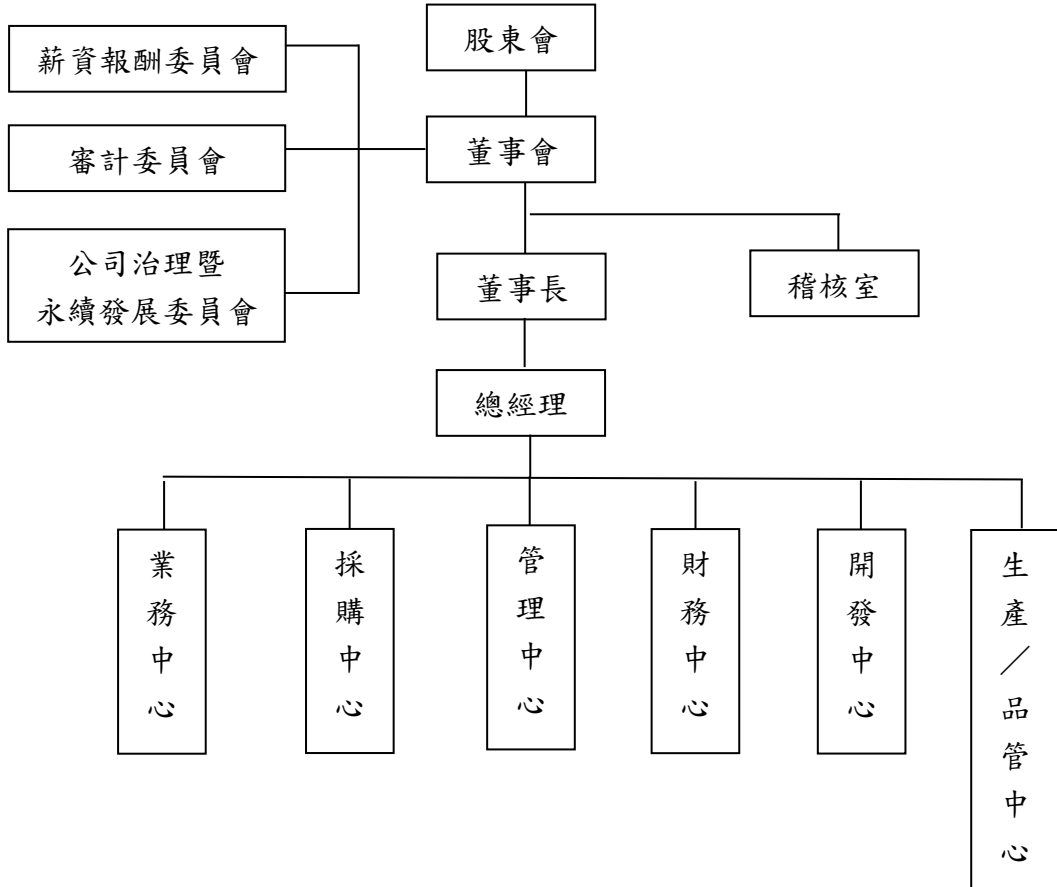 股東會
薪資報酬委員會
董事會
審計委員會
公司治理暨
永續發展委員會
董事長
稽核室
總經理
業務中心
採購中心
管理中心
財務中心
開發中心
生產／品管中心